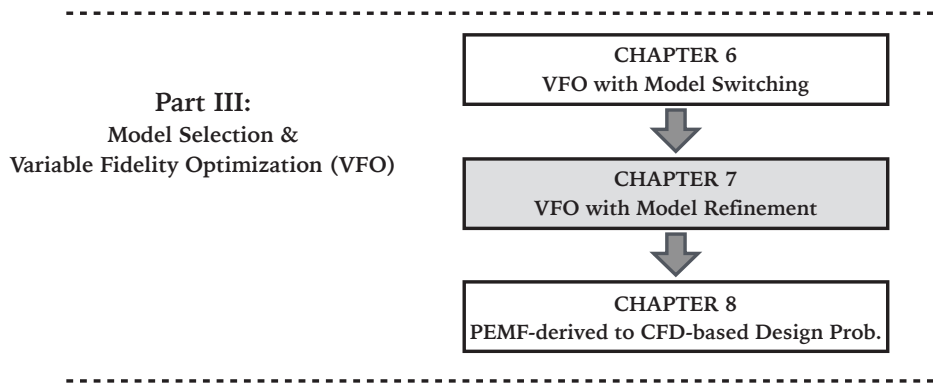 Part III:
Model Selection &
Variable Fidelity Optimization (VFO)
CHAPTER 6
VFO with Model Switching
CHAPTER 7
VFO with Model Refinement
CHAPTER 8
PEMF-derived to CFD-based Design Prob.